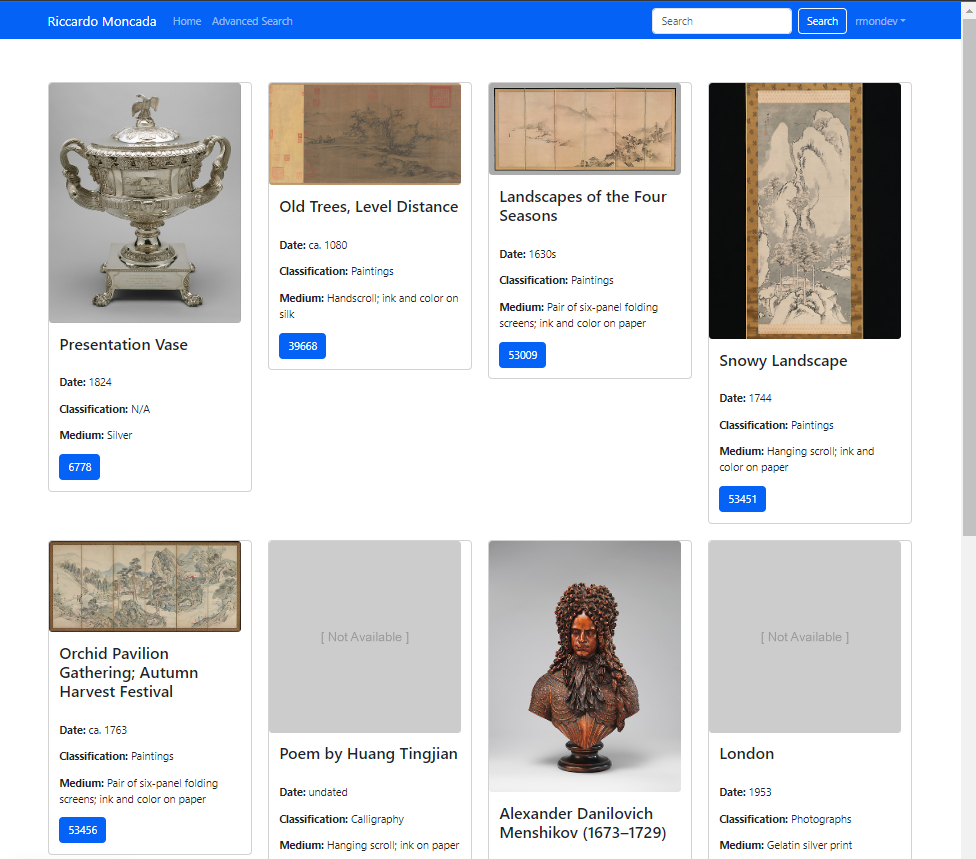 Riccardo Moncada Home Advanced Search Search Search rmondev
Presentation Vase
Date: 1824
Classification: N/A
Medium: Silver
6778
Old Trees, Level Distance
Date: ca. 1080
Classification: Paintings
Medium: Handscroll; ink and color on
silk
39668
Landscapes of the Four
Seasons
Date: 1630s
Classification: Paintings
Medium: Pair of six-panel folding
screens; ink and color on paper
53009
Snowy Landscape
Date: 1744
Classification: Paintings
Medium: Hanging scroll; ink and
color on paper
53451
Orchid Pavilion
Gathering; Autumn
Harvest Festival
Date: ca. 1763
Classification: Paintings
Medium: Pair of six-panel folding
screens; ink and color on paper
53456
[ Not Available ]
Poem by Huang Tingjian
Date: undated
Classification: Calligraphy
Medium: Hanging scroll; ink on paper
Alexander Danilovich
Menshikov (1673–1729)
[ Not Available ]
London
Date: 1953
Classification: Photographs
Medium: Gelatin silver print